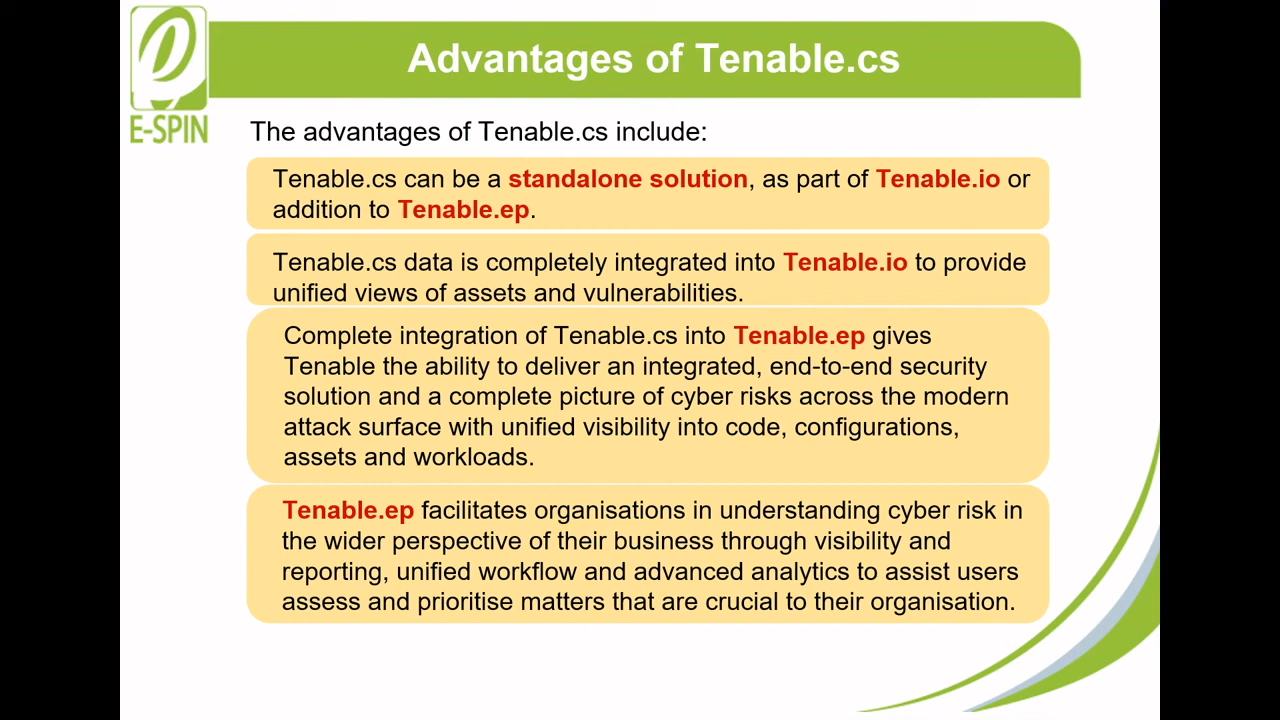 Advantages of Tenable.cs
E-SPIN
The advantages of Tenable.cs include:
Tenable.cs can be a standalone solution, as part of Tenable.io or
addition to Tenable.ep.
Tenable.cs data is completely integrated into Tenable.io to provide
unified views of assets and vulnerabilities.
Complete integration of Tenable.cs into Tenable.ep gives
Tenable the ability to deliver an integrated, end-to-end security
solution and a complete picture of cyber risks across the modern
attack surface with unified visibility into code, configurations,
assets and workloads.
Tenable.ep facilitates organisations in understanding cyber risk in
the wider perspective of their business through visibility and
reporting, unified workflow and advanced analytics to assist users
assess and prioritise matters that are crucial to their organisation.